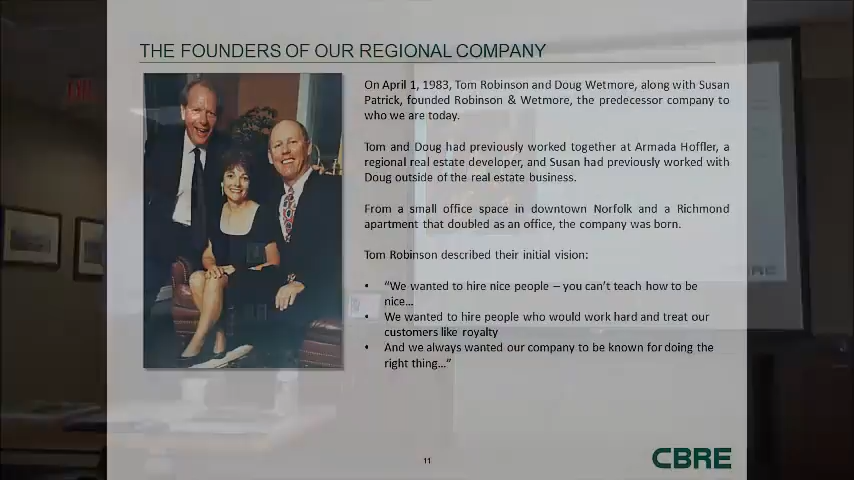 THE FOUNDERS OF OUR REGIONAL COMPANY
On April 1, 1983, Tom Robinson and Doug Wetmore, along with Susan
Patrick, founded Robinson & Wetmore, the predecessor company to
who we are today.
Tom and Doug had previously worked together at Armada Hoffler, a
regional real estate developer, and Susan had previously worked with
Doug outside of the real estate business.
From a small office space in downtown Norfolk and a Richmond
apartment that doubled as an office, the company was born.
Tom Robinson described their initial vision:
• “We wanted to hire nice people – you can’t teach how to be
nice…
• We wanted to hire people who would work hard and treat our
customers like royalty
• And we always wanted our company to be known for doing the
right thing…”
11
CBRE
CBRE